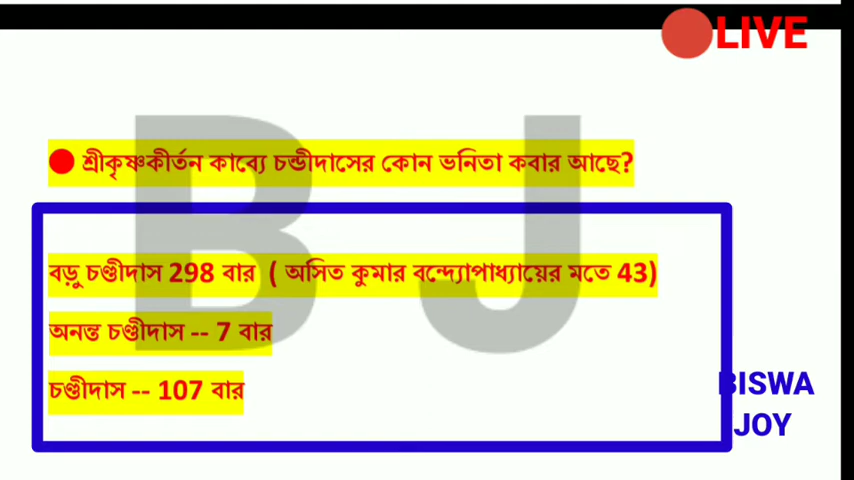 LIVE
শ্রীকৃষ্ণকীর্তন কাব্যে চন্ডীদাসের কোন ভনিতা কবার আছে?
বড়ু চণ্ডীদাস 298 বার ( অসিত কুমার বন্দ্যোপাধ্যায়ের মতে 43)
অনন্ত চণ্ডীদাস -- 7 বার
চণ্ডীদাস -- 107 বার
B J
BISWA
JOY